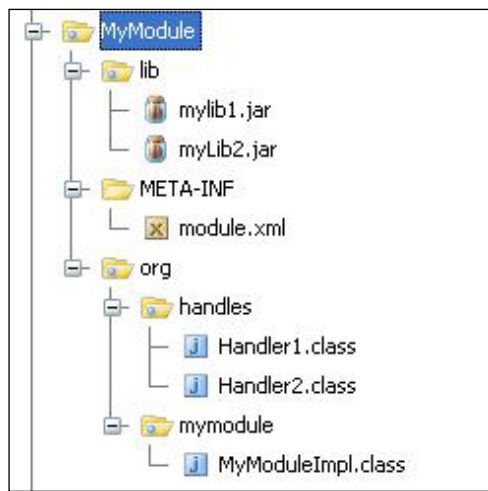 MyModule
lib
mylib1.jar
myLib2.jar
META-INF
module.xml
org
handles
Handler1.class
Handler2.class
mymodule
MyModuleImpl.class